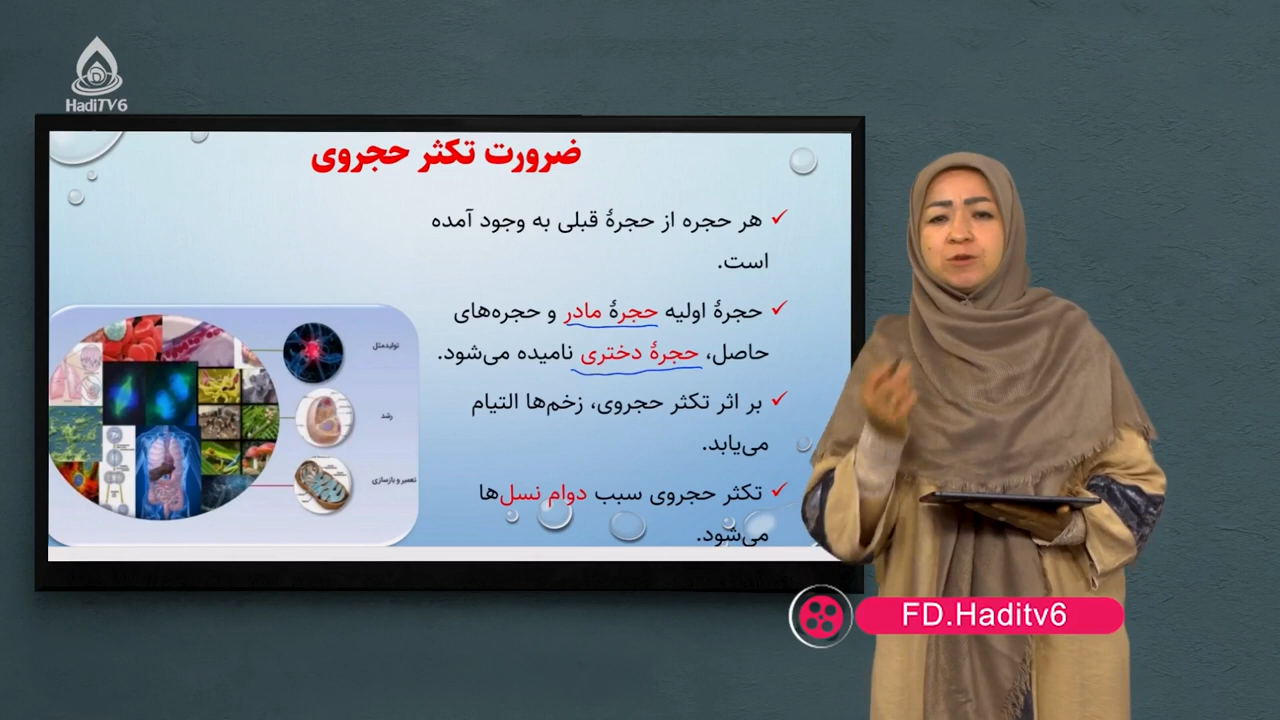 HadiTV6
ضرورت تکثر حجروی
هر حجره از حجرهٔ قبلی به وجود آمده
است.
حجرهٔ اولیه حجرهٔ مادر و حجره‌های
حاصل، حجرهٔ دختری نامیده می‌شود.
بر اثر تکثر حجروی، زخم‌ها التیام
می‌یابد.
تکثر حجروی سبب دوام نسل‌ها
می‌شود.
تولیدمثل
رشد
تعمیر و بازسازی
FD.Haditv6